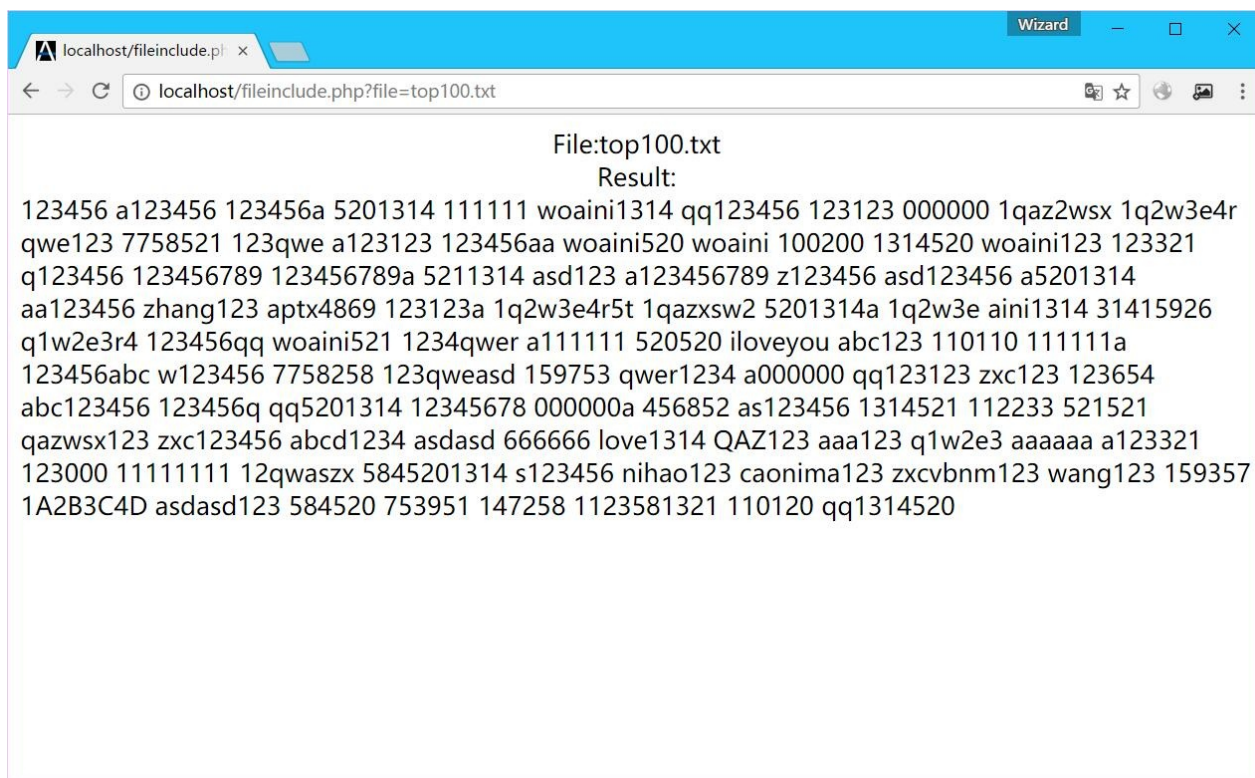 Wizard
localhost/fileinclude.ph
localhost/fileinclude.php?file=top100.txt
File:top100.txt
Result:
123456 a123456 123456a 5201314 111111 woaini1314 qq123456 123123 000000 1qaz2wsx 1q2w3e4r
qwe123 7758521 123qwe a123123 123456aa woaini520 woaini 100200 1314520 woaini123 123321
q123456 123456789 123456789a 5211314 asd123 a123456789 z123456 asd123456 a5201314
aa123456 zhang123 aptx4869 123123a 1q2w3e4r5t 1qazxsw2 5201314a 1q2w3e aini1314 31415926
q1w2e3r4 123456qq woaini521 1234qwer a111111 520520 iloveyou abc123 110110 111111a
123456abc w123456 7758258 123qweasd 159753 qwer1234 a000000 qq123123 zxc123 123654
abc123456 123456q qq5201314 12345678 000000a 456852 as123456 1314521 112233 521521
qazwsx123 zxc123456 abcd1234 asdasd 666666 love1314 QAZ123 aaa123 q1w2e3 aaaaaa a123321
123000 11111111 12qwaszx 5845201314 s123456 nihao123 caonima123 zxcvbnm123 wang123 159357
1A2B3C4D asdasd123 584520 753951 147258 1123581321 110120 qq1314520